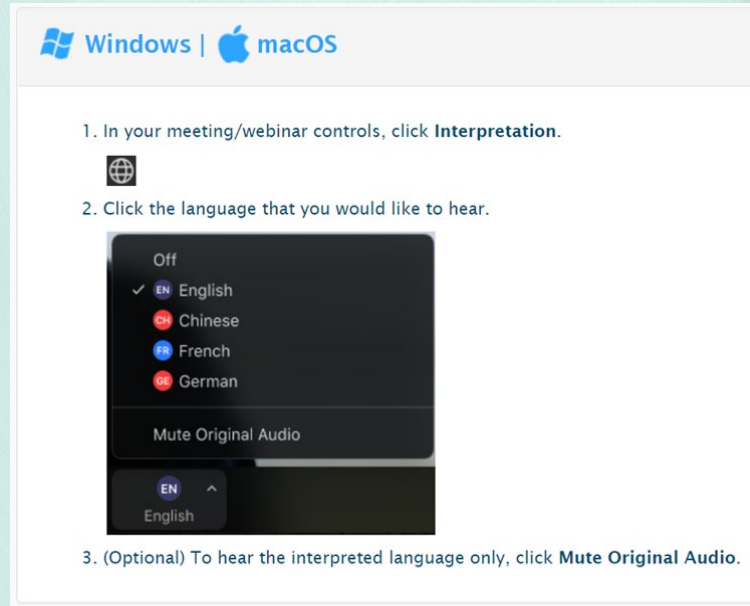 Windows | macOS
1. In your meeting/webinar controls, click Interpretation.
2. Click the language that you would like to hear.
Off
EN English
CH Chinese
FR French
GE German
Mute Original Audio
EN
English
3. (Optional) To hear the interpreted language only, click Mute Original Audio.